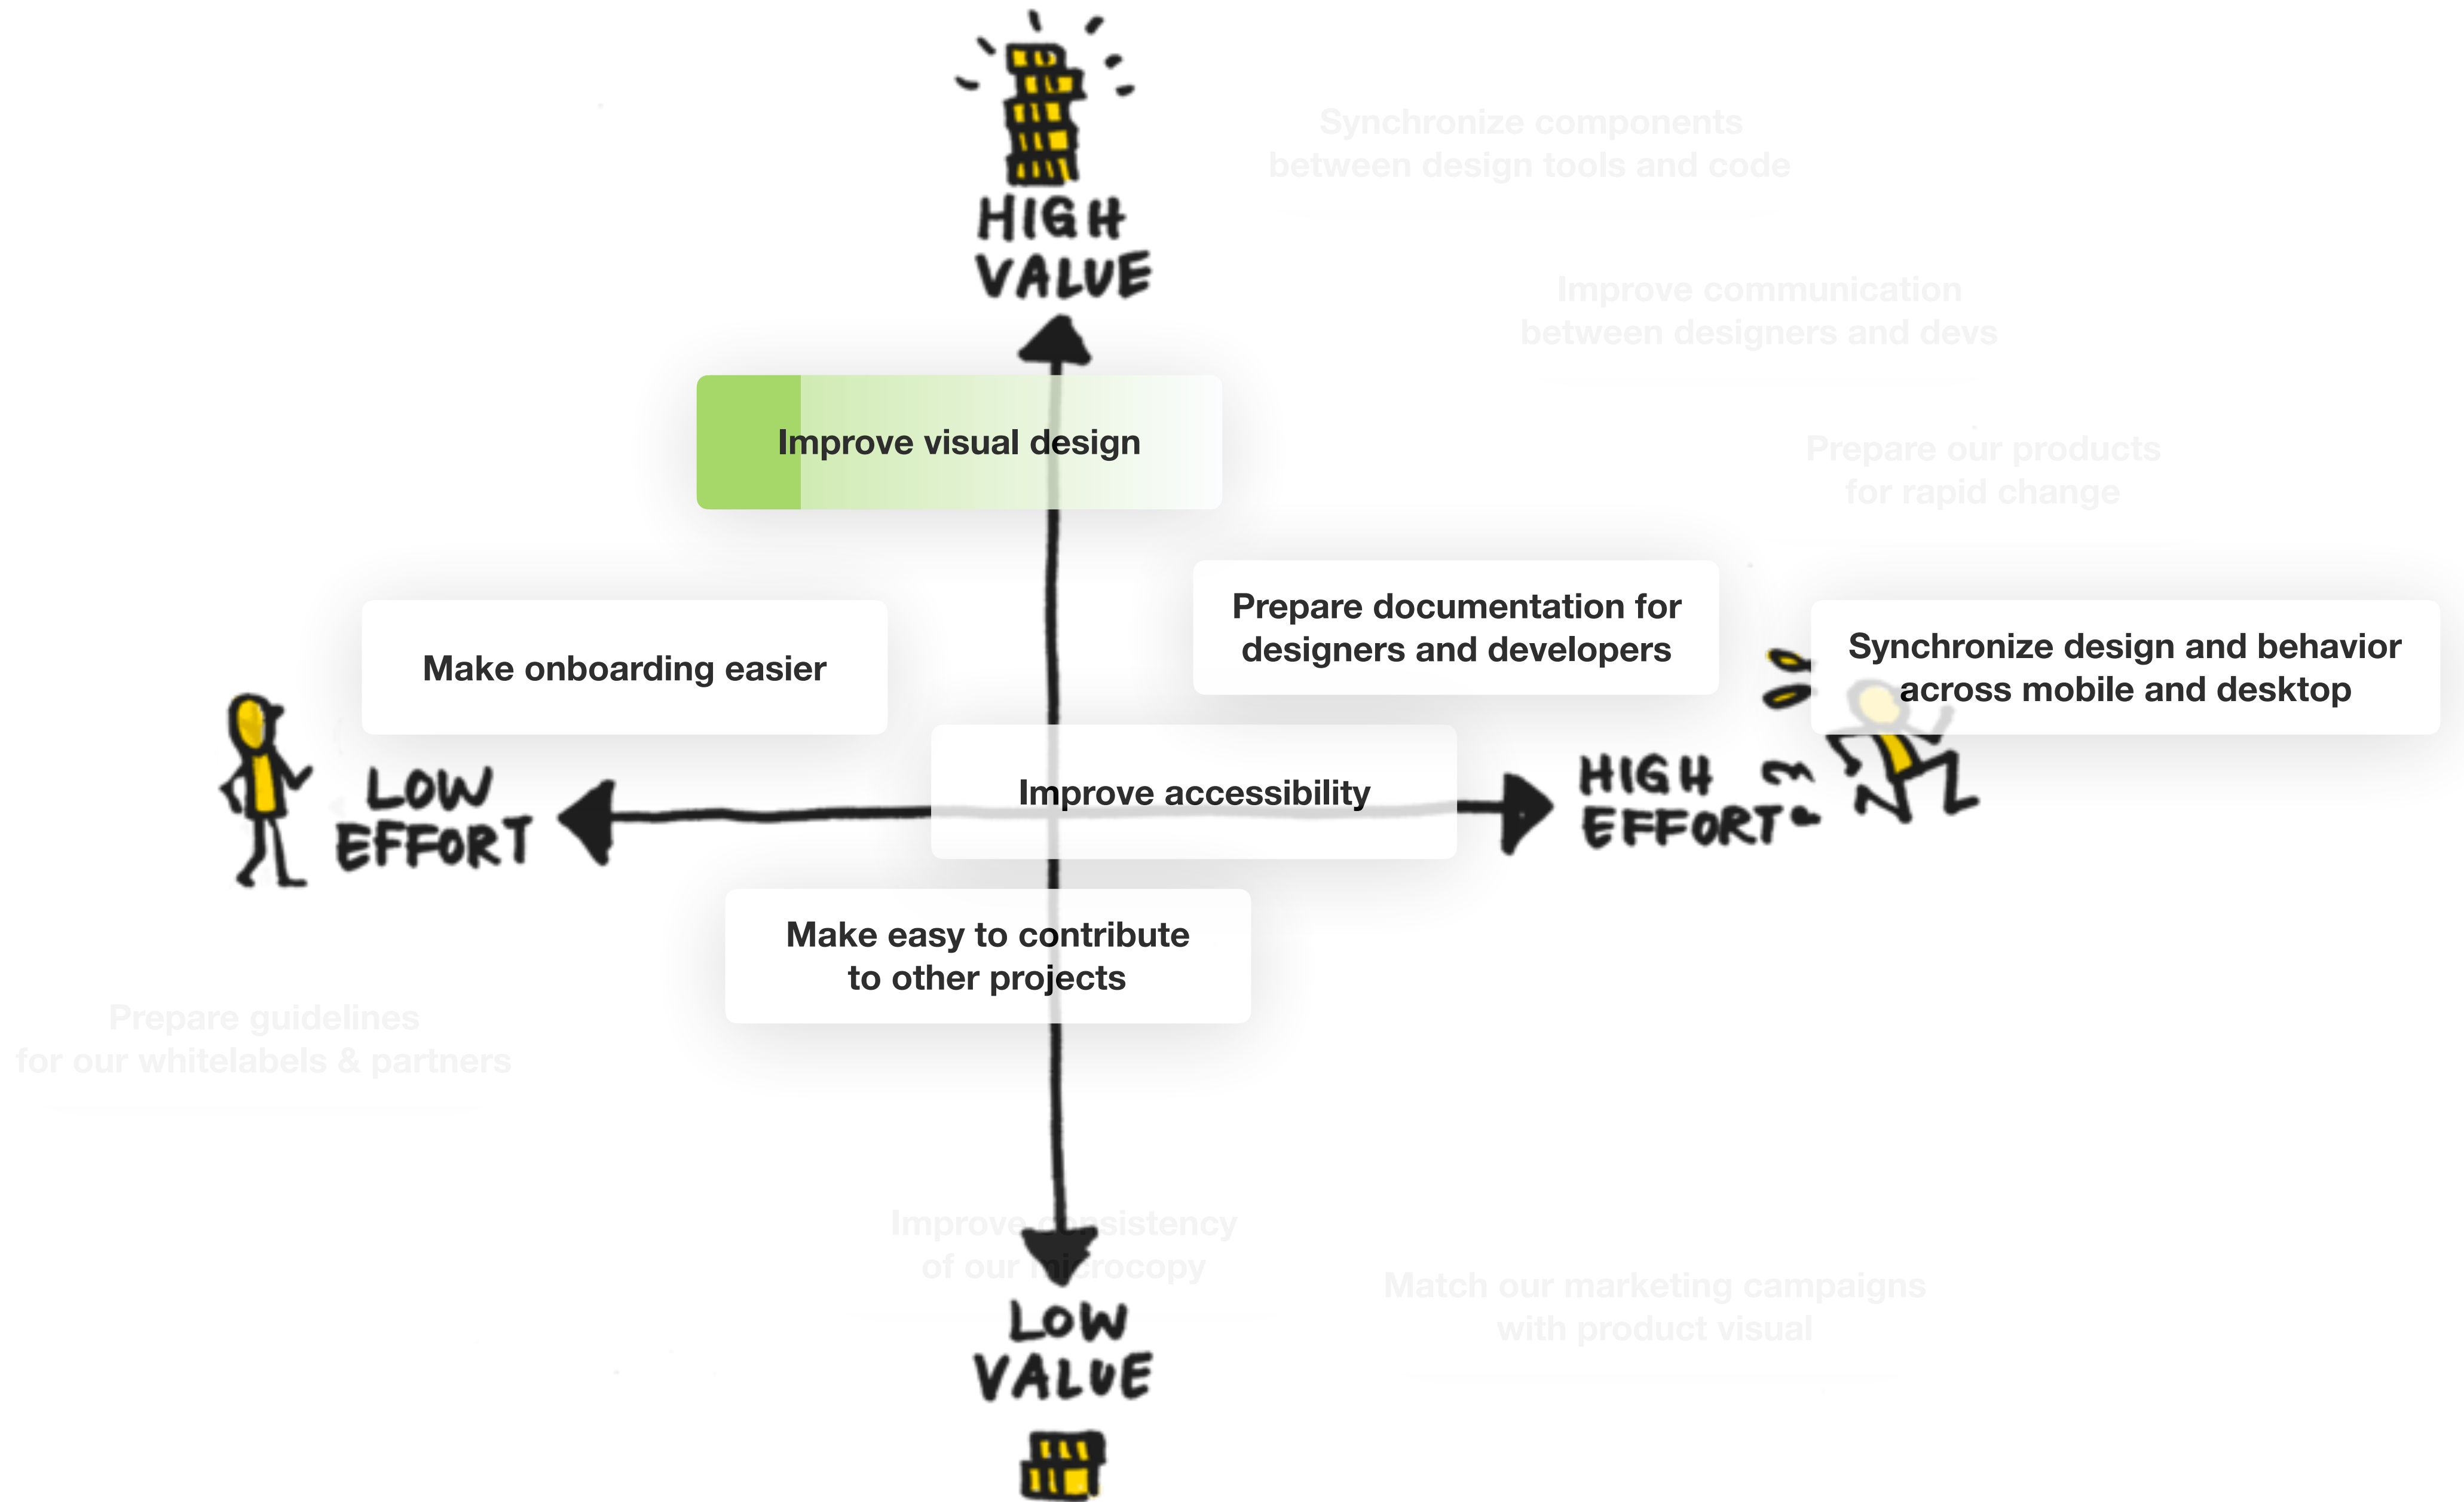 Synchronize components
between design tools and code
HIGH
VALUE
Improve communication
between designers and devs
Improve visual design
Prepare our products
for rapid change
Prepare documentation for
designers and developers
Make onboarding easier
Synchronize design and behavior
across mobile and desktop
LOW
EFFORT
Improve accessibility
HIGH
EFFORT
Make easy to contribute
to other projects
Prepare guidelines
for our whitelabels & partners
Improve consistency
of our microcopy
Match our marketing campaigns
with product visual
LOW
VALUE